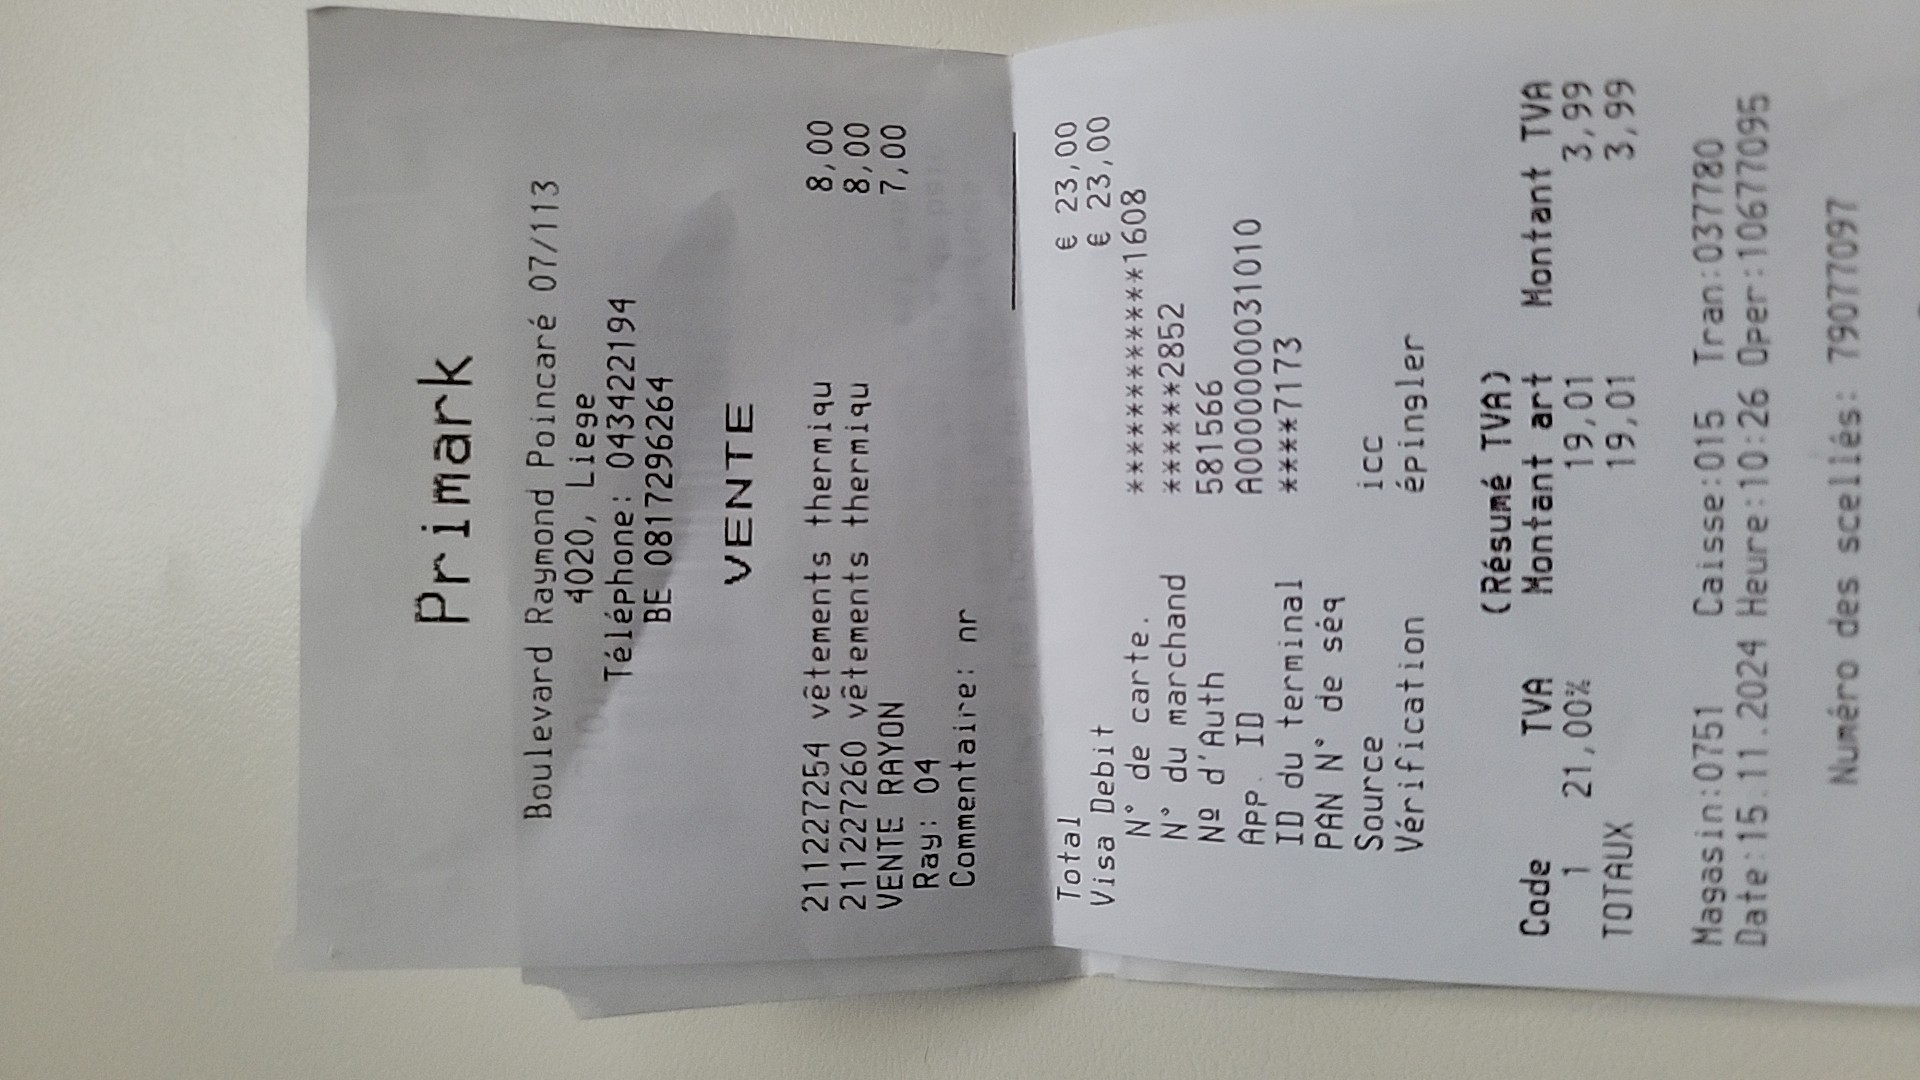 Primark
Boulevard Raymond Poincaré 07/113
4020, Liege
Téléphone: 043422194
BE 0817296264
VENTE
211227254 vêtements thermiqu 8,00
211227260 vêtements thermiqu 8,00
VENTE RAYON 7,00
Ray: 04
Commentaire: nr
Total € 23,00
Visa Debit € 23,00
N° de carte. ************1608
N° du marchand ******2852
Nº d'Auth 581566
App. ID A0000000031010
ID du terminal ****7173
PAN N° de séq
Source icc
Vérification épingler
(Résumé TVA)
Code TVA Montant art Montant TVA
1 21,00% 19,01 3,99
TOTAUX 19,01 3,99
Magasin:0751 Caisse:015 Tran:037780
Date:15.11.2024 Heure:10:26 Oper:10677095
Numéro des scellés: 79077097